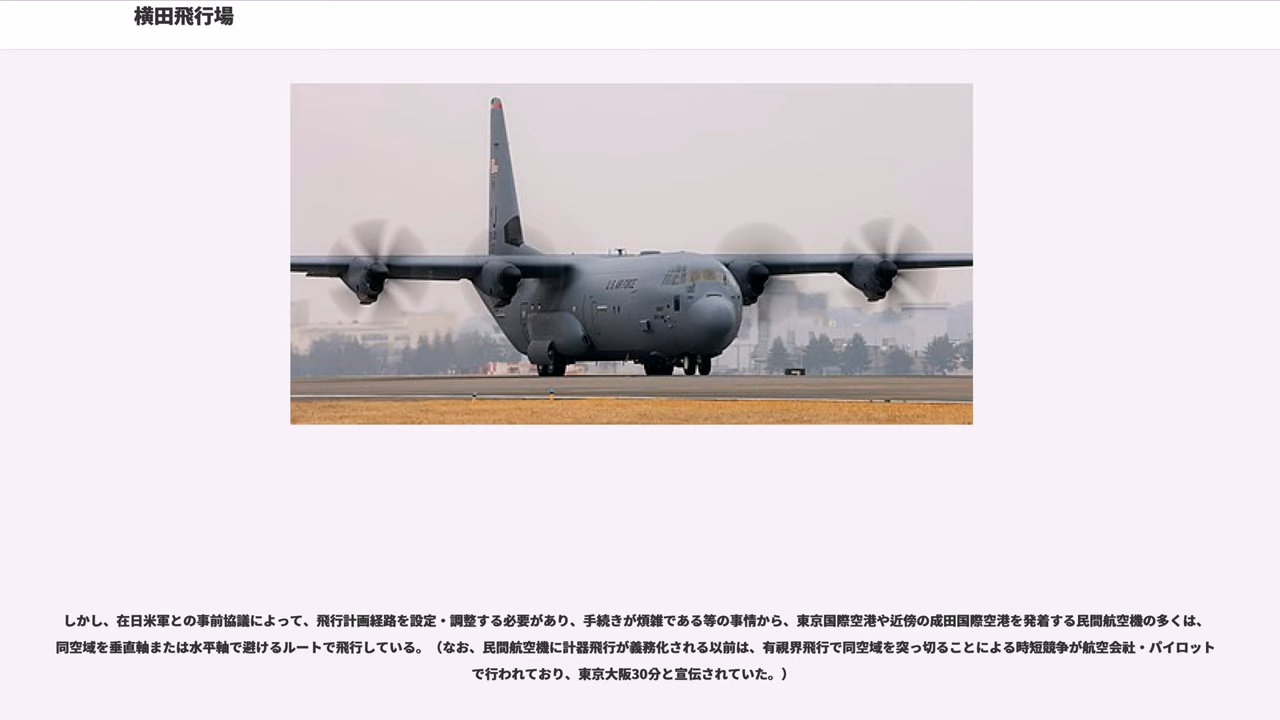 横田飛行場
U.S. AIR FORCE
しかし、在日米軍との事前協議によって、飛行計画経路を設定・調整する必要があり、手続きが煩雑である等の事情から、東京国際空港や近傍の成田国際空港を発着する民間航空機の多くは、
同空域を垂直軸または水平軸で避けるルートで飛行している。（なお、民間航空機に計器飛行が義務化される以前は、有視界飛行で同空域を突っ切ることによる時短競争が航空会社・パイロット
で行われており、東京大阪30分と宣伝されていた。）